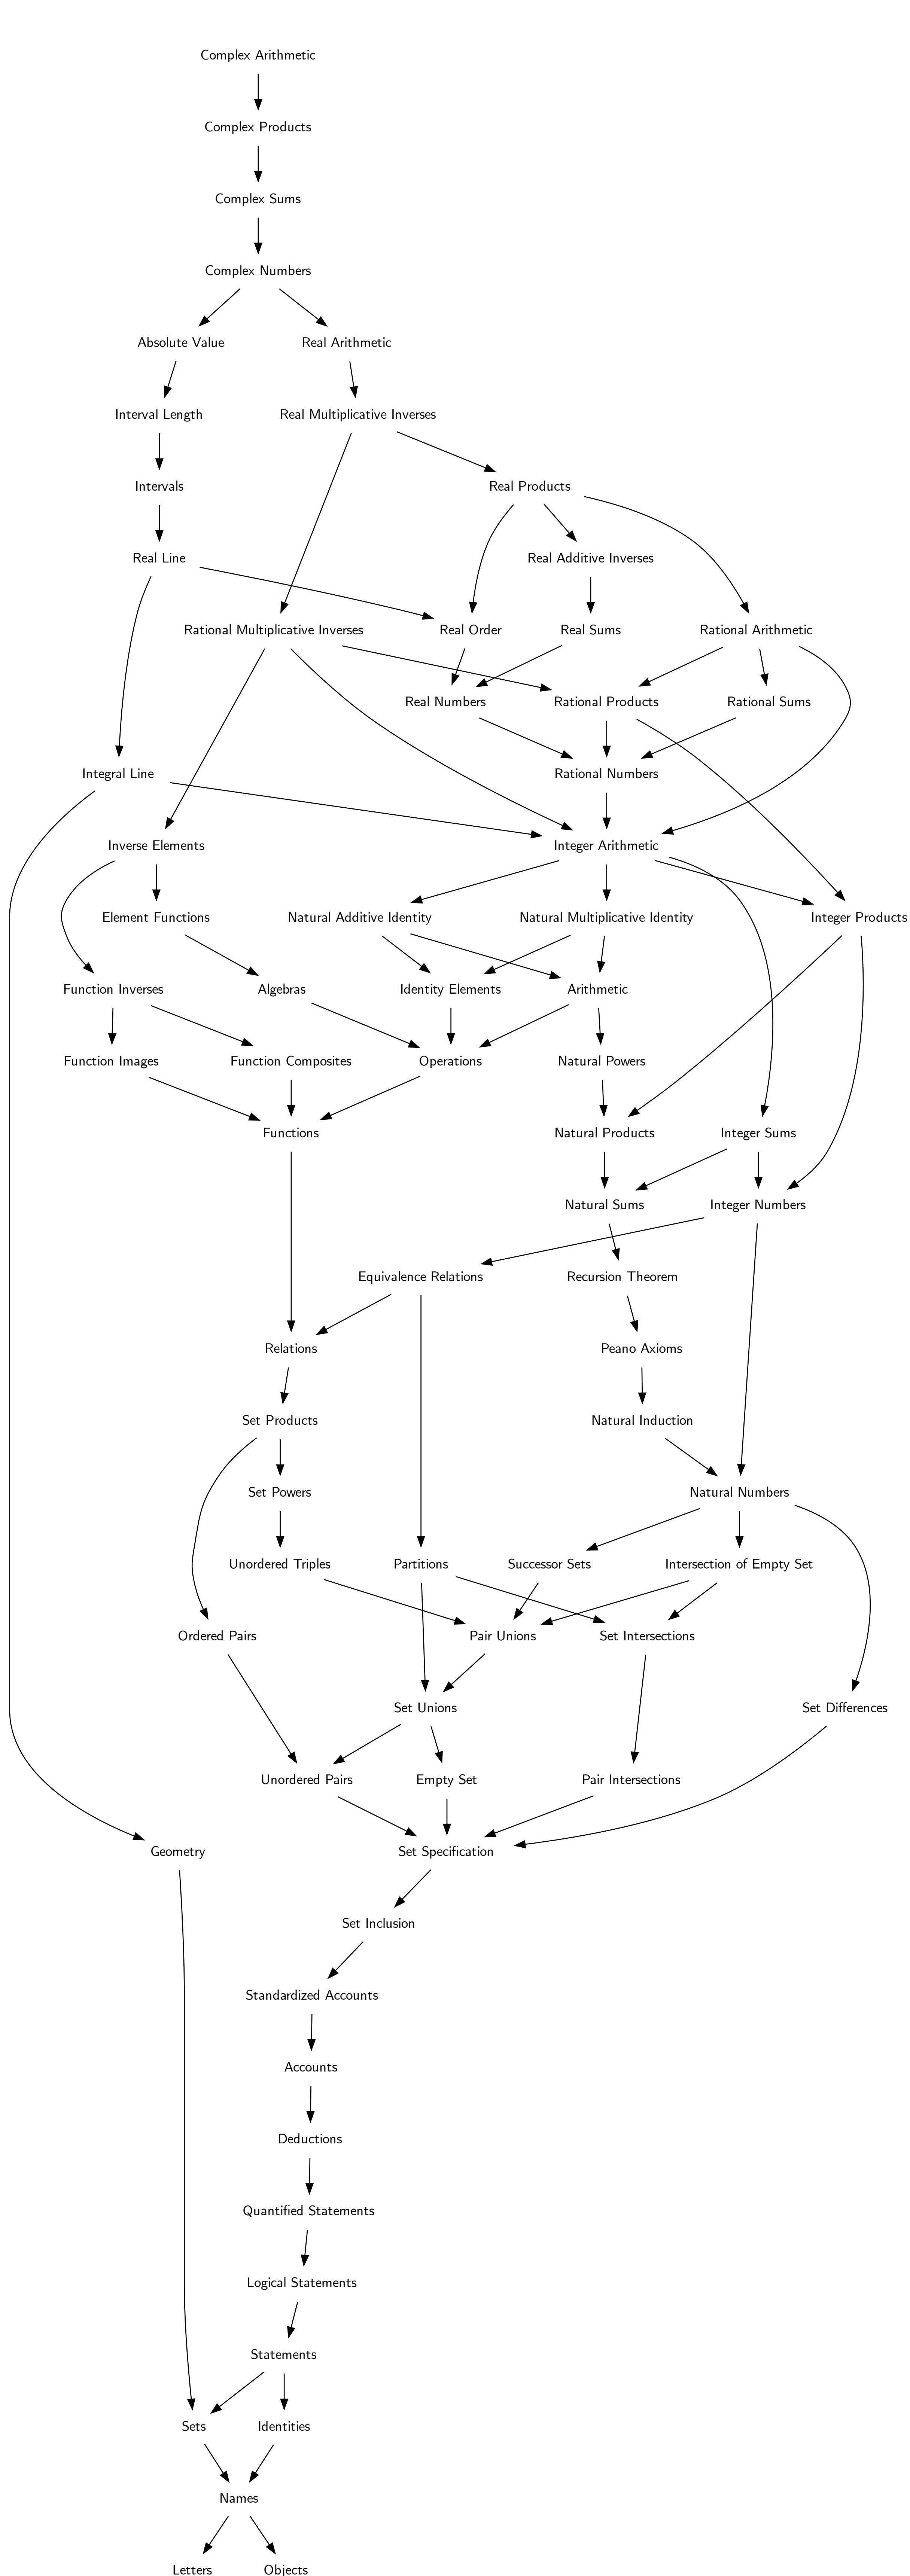 Complex Arithmetic
Complex Products
Complex Sums
Complex Numbers
Absolute Value
Real Arithmetic
Interval Length
Real Multiplicative Inverses
Intervals
Real Products
Real Line
Real Additive Inverses
Rational Multiplicative Inverses
Real Order
Real Sums
Rational Arithmetic
Real Numbers
Rational Products
Rational Sums
Integral Line
Rational Numbers
Inverse Elements
Integer Arithmetic
Element Functions
Natural Additive Identity
Natural Multiplicative Identity
Integer Products
Function Inverses
Algebras
Identity Elements
Arithmetic
Function Images
Function Composites
Operations
Natural Powers
Functions
Natural Products
Integer Sums
Natural Sums
Integer Numbers
Equivalence Relations
Recursion Theorem
Relations
Peano Axioms
Set Products
Natural Induction
Set Powers
Natural Numbers
Unordered Triples
Partitions
Successor Sets
Intersection of Empty Set
Ordered Pairs
Pair Unions
Set Intersections
Set Unions
Set Differences
Unordered Pairs
Empty Set
Pair Intersections
Geometry
Set Specification
Set Inclusion
Standardized Accounts
Accounts
Deductions
Quantified Statements
Logical Statements
Statements
Sets
Identities
Names
Letters
Objects